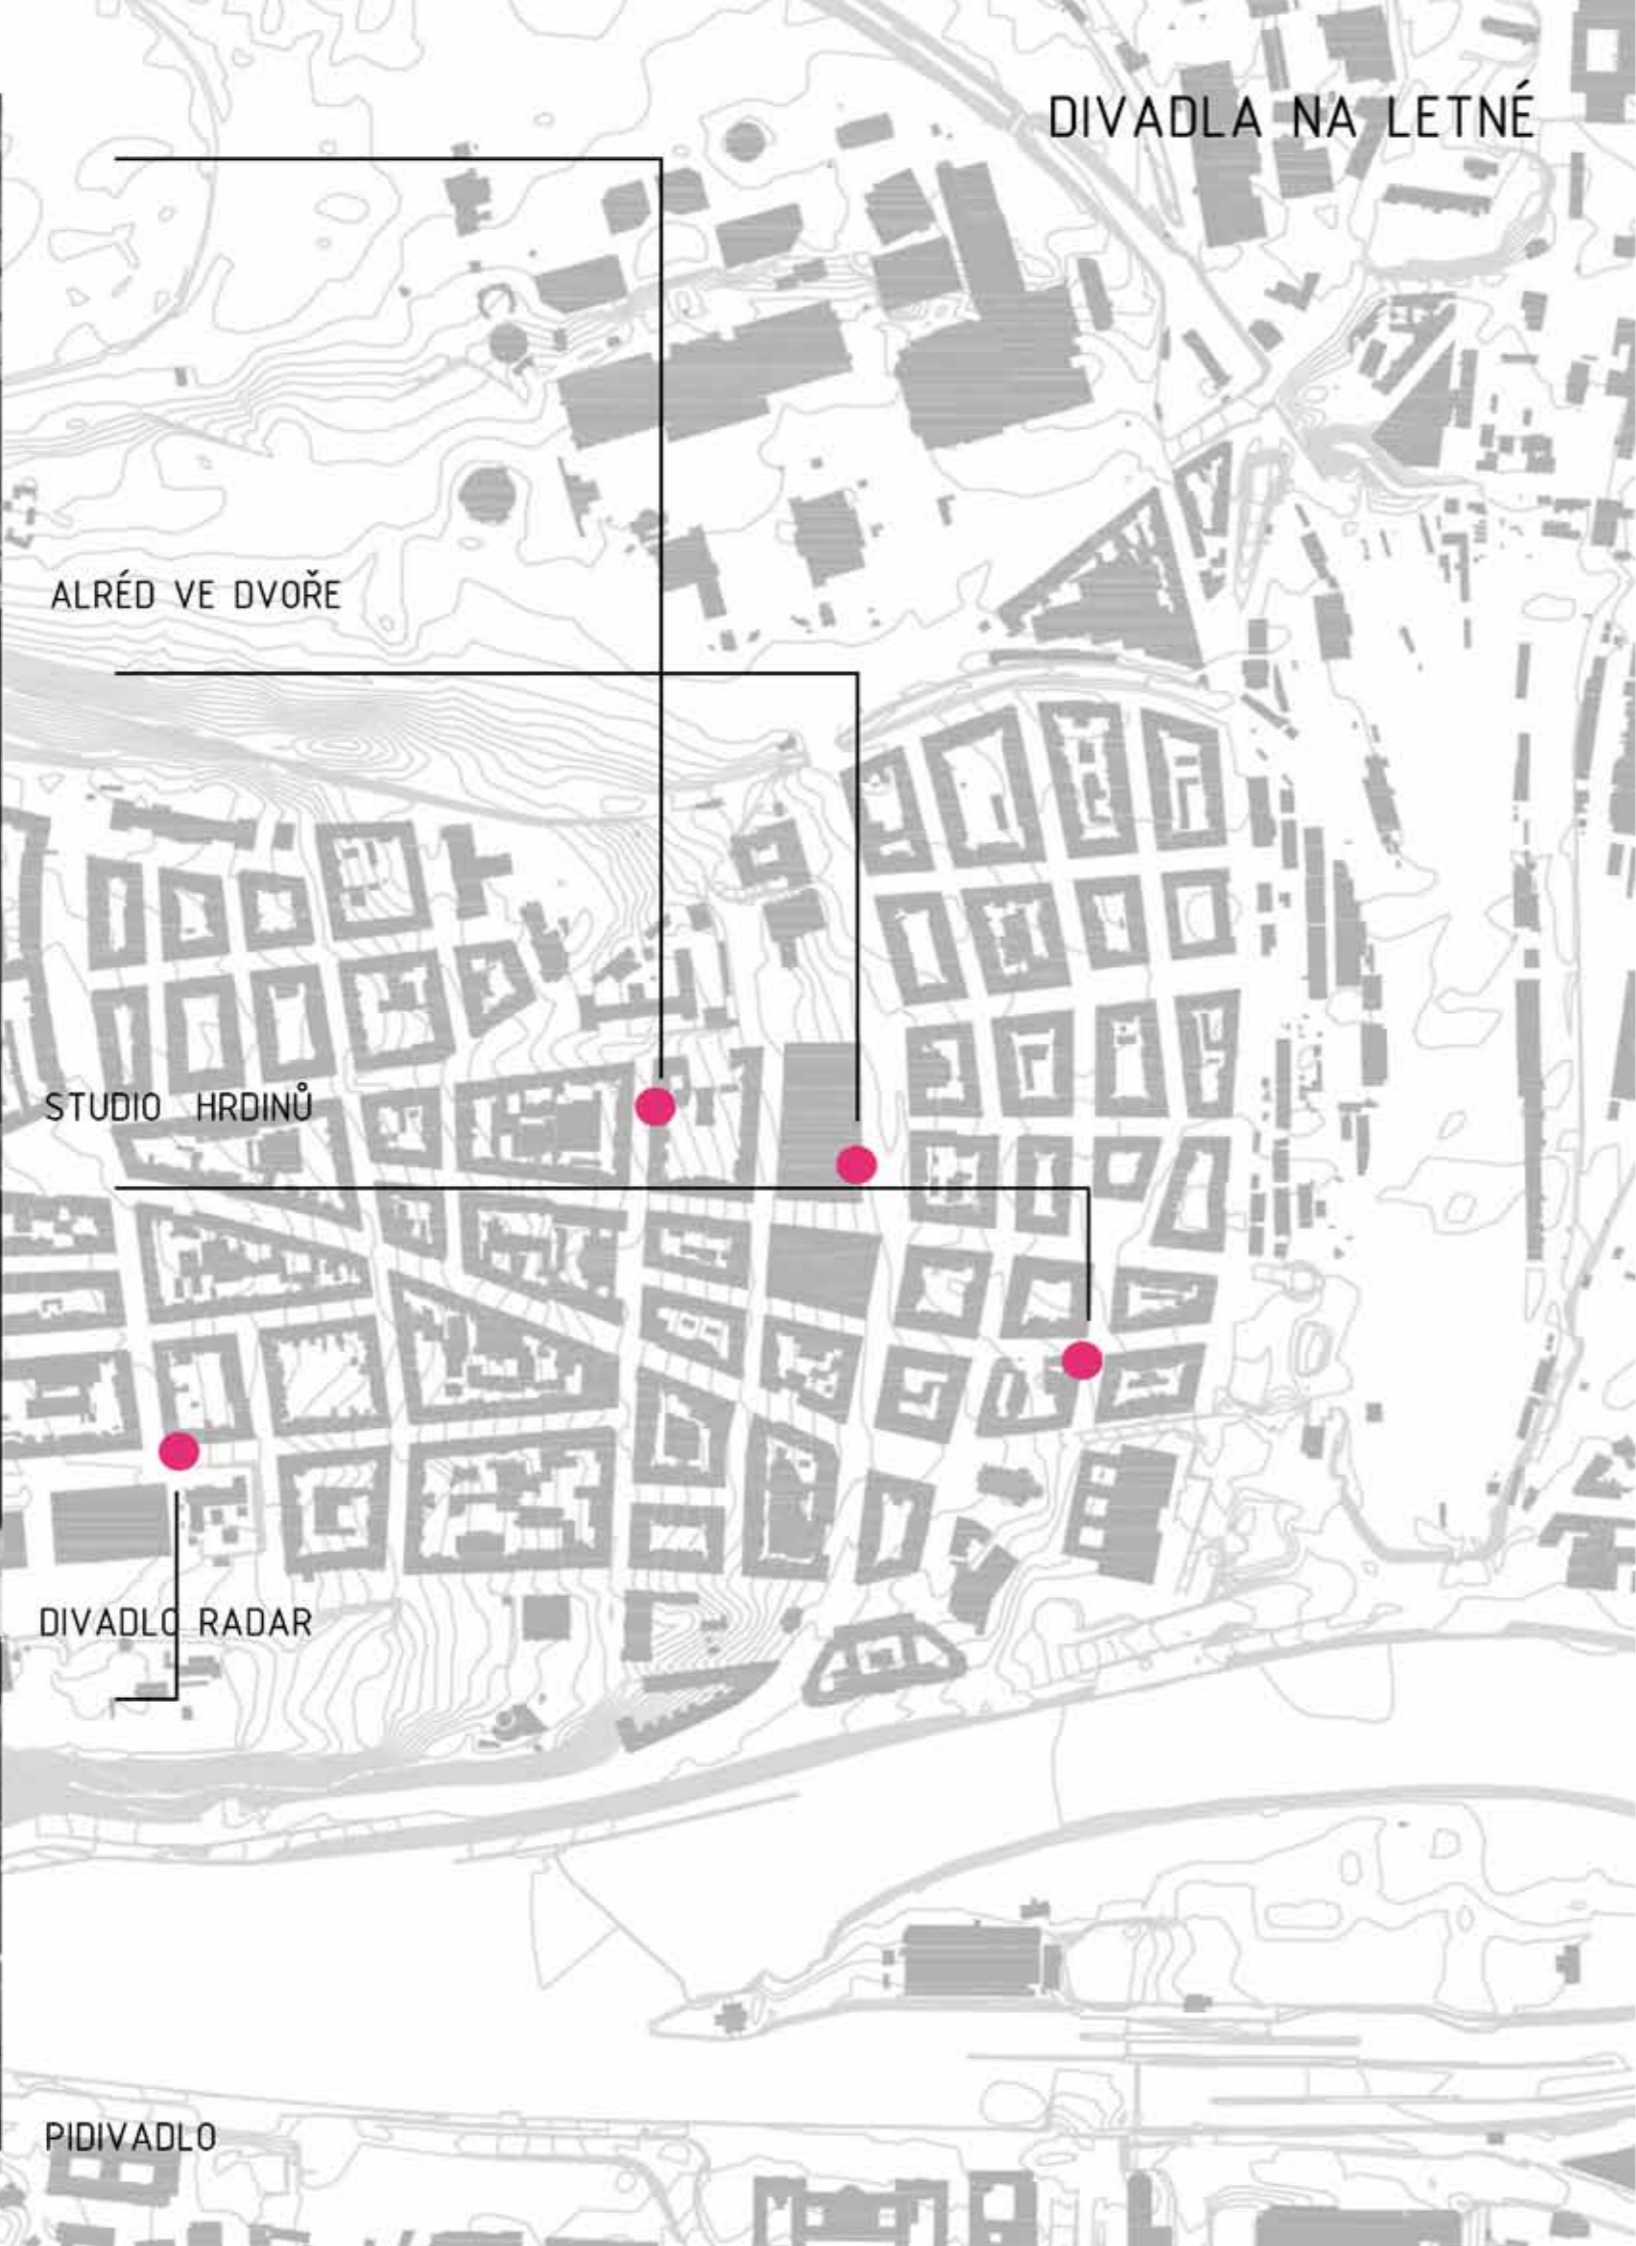 DIVADLA NA LETNÉ
ALRÉD VE DVOŘE
STUDIO HRDINŮ
DIVADLO RADAR
PIDIVADLO